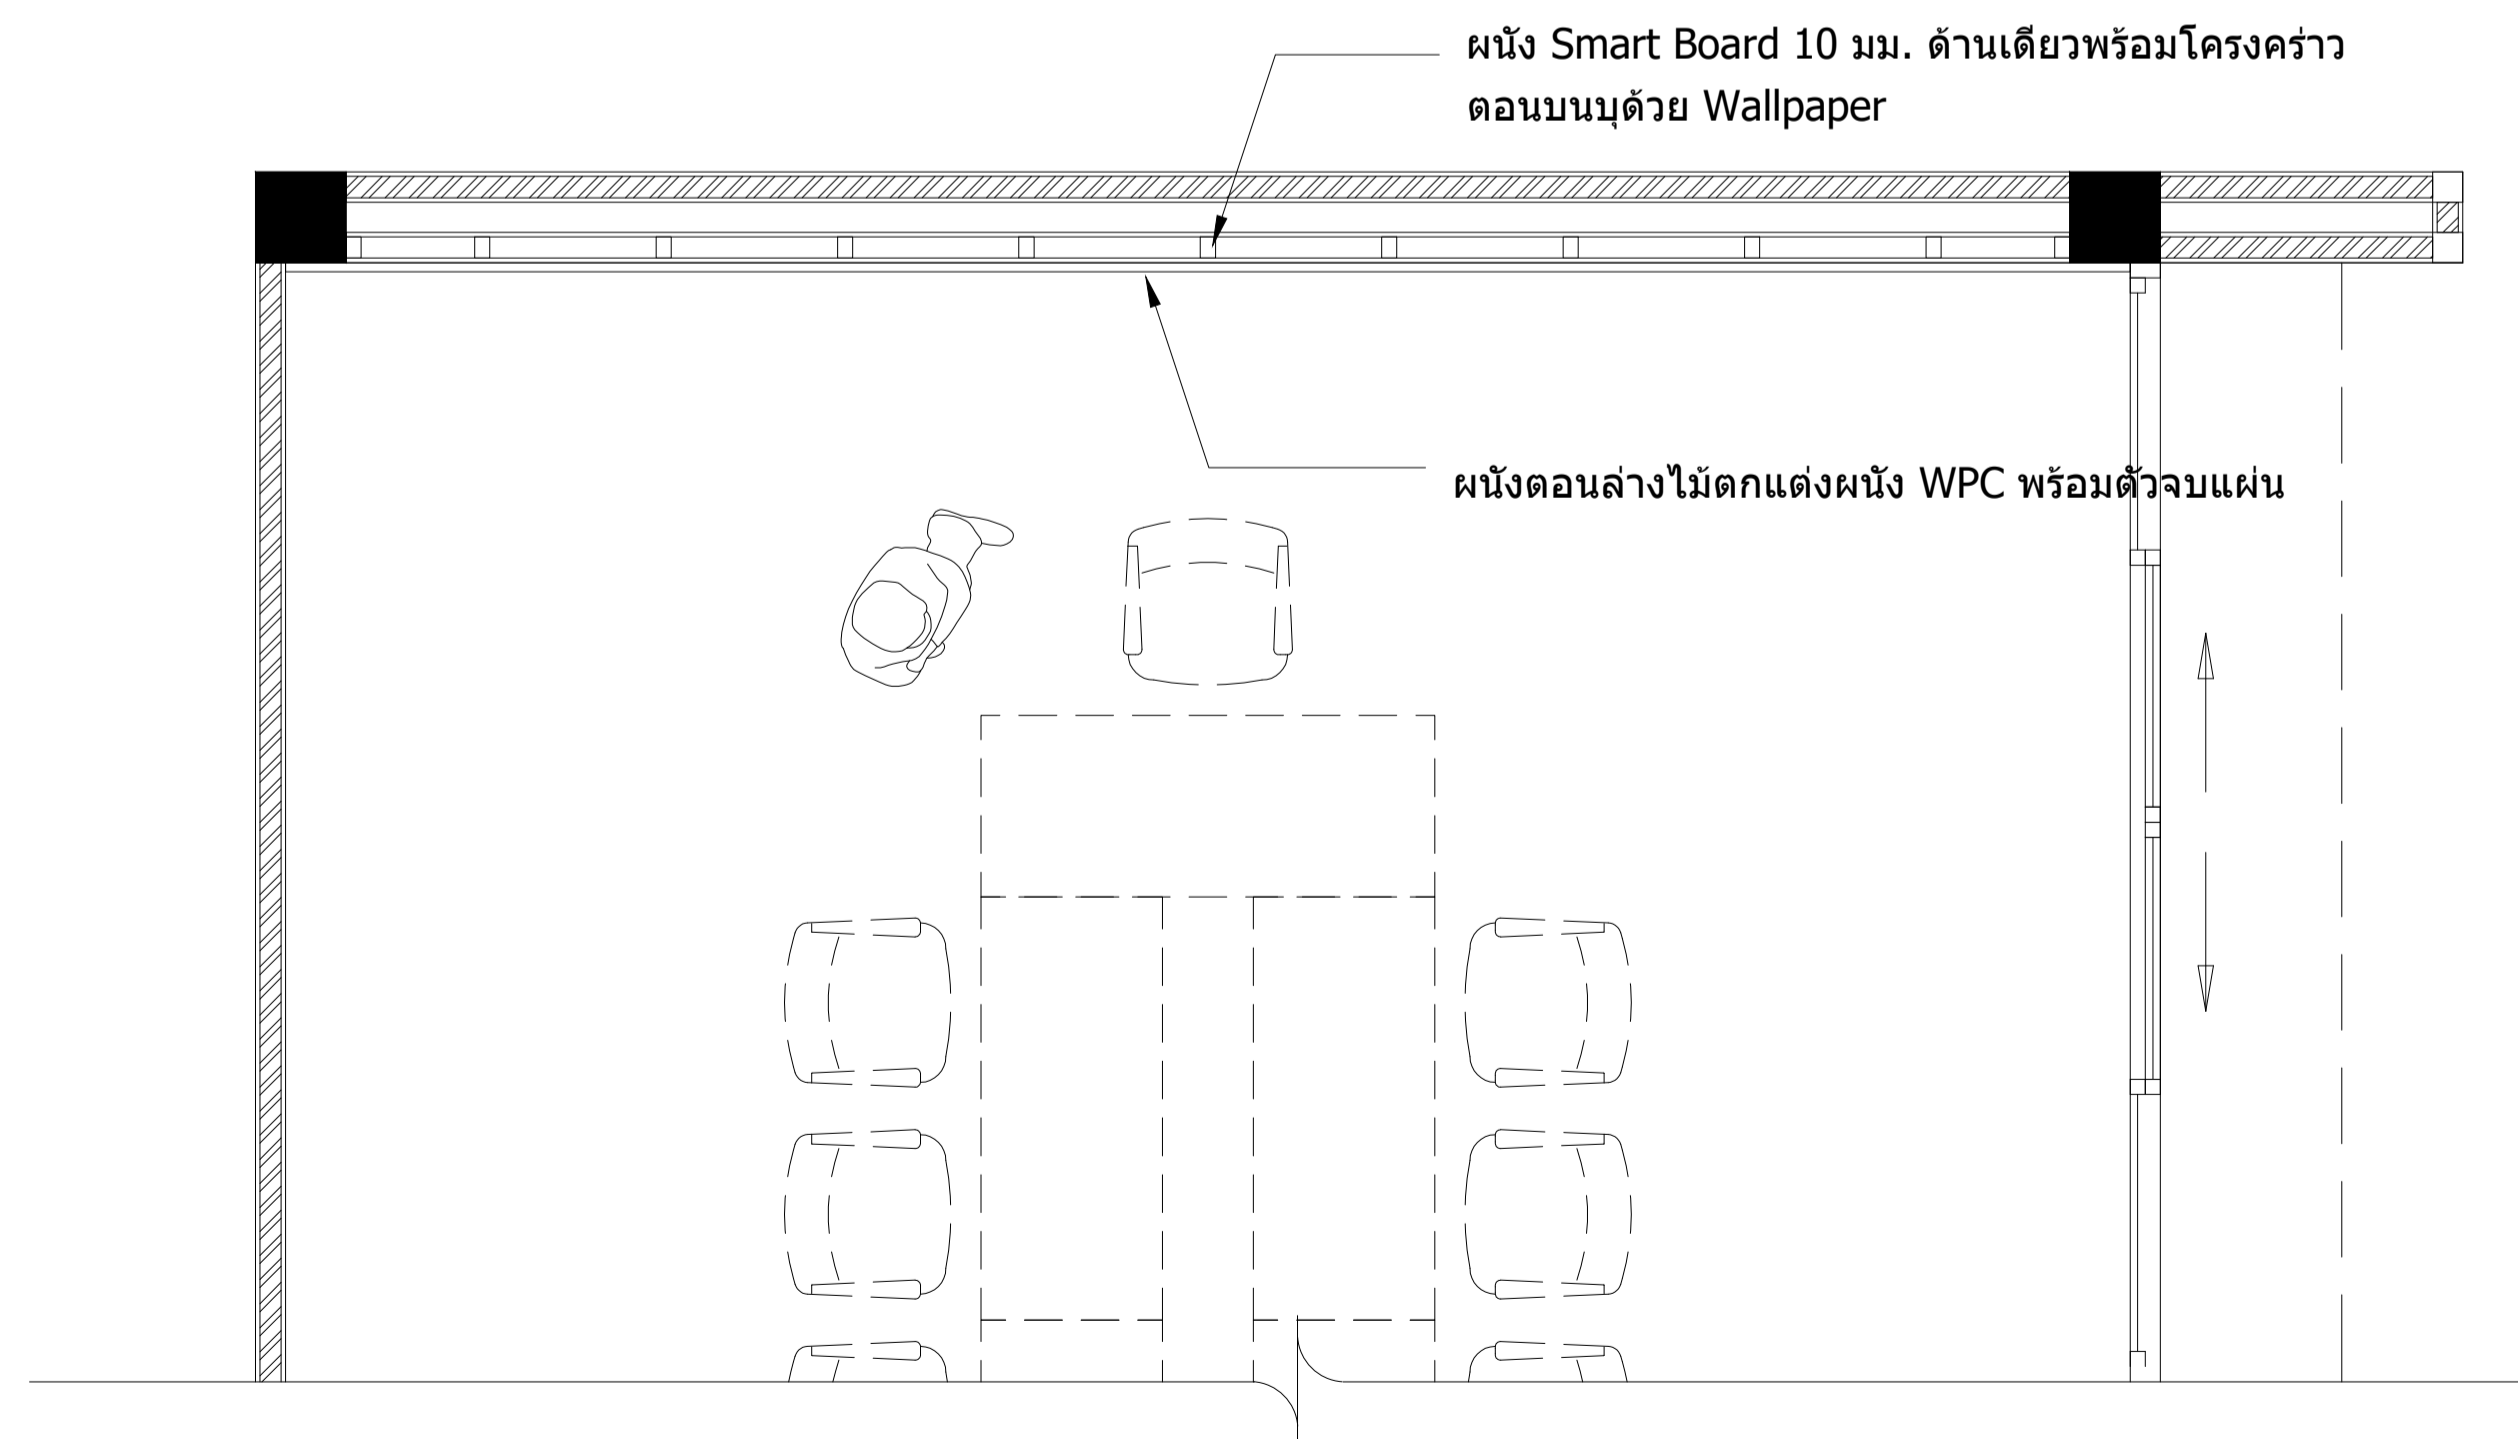 ผนัง Smart Board 10 มม. ด้านเดียวพร้อมโครงคร่าว
ตอนบนบุด้วย Wallpaper
ผนังตอนล่างไม้ตกแต่งผนัง WPC พร้อมตัวจบแผ่น